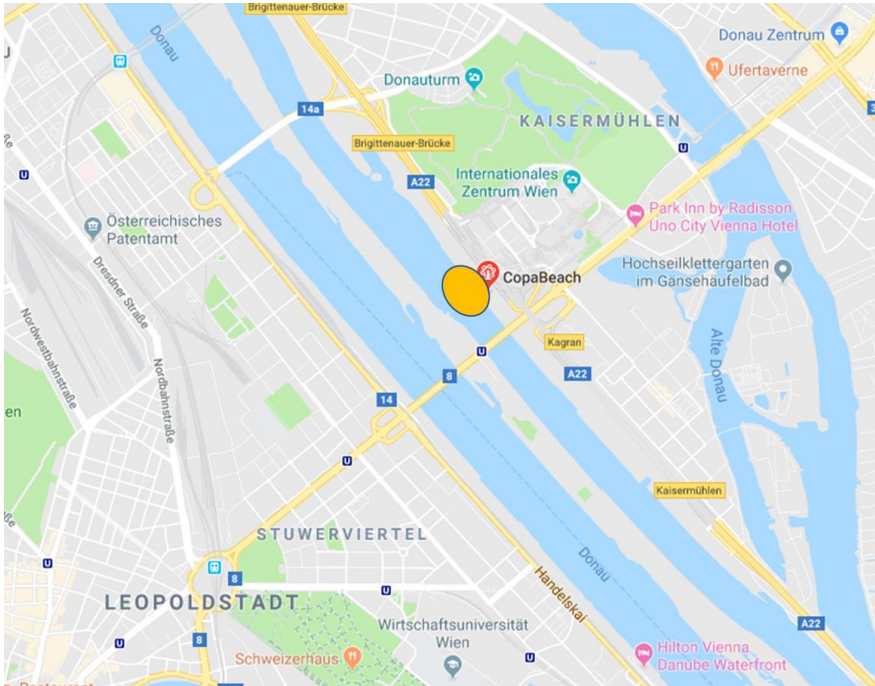 Brigittenauer-Brücke
Donau
Donau Zentrum
Ufertaverne
Donauturm
14a
KAISERMÜHLEN
Brigittenauer-Brücke
U
A22
Internationales
Zentrum Wien
U
Park Inn by Radisson
Uno City Vienna Hotel
Österreichisches
Patentamt
Dresdner Straße
CopaBeach
Hochseilklettergarten
im Gänsehäufelbad
Nordwestbahnstraße
Nordbahnstraße
Kagran
U
8
A22
Alte Donau
14
en
U
Kaisermühlen
STUWERVIERTEL
U
8
Donau
Handelskai
U
LEOPOLDSTADT
A22
Wirtschaftsuniversität
Wien
U
8
Schweizerhaus
U
Hilton Vienna
Danube Waterfront